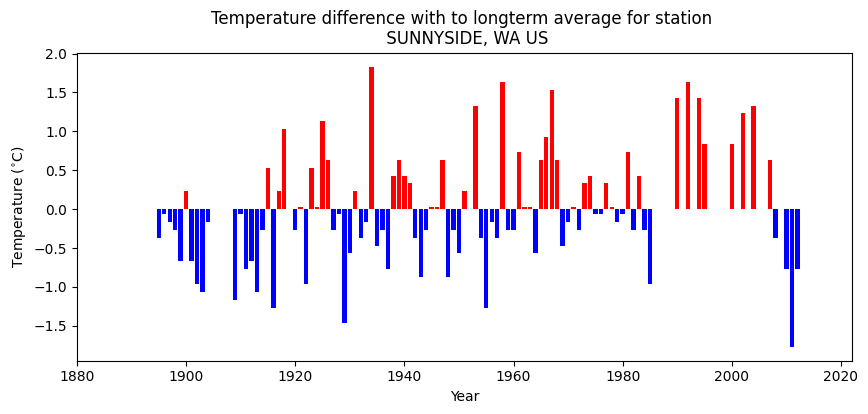 Temperature difference with to longterm average for station
SUNNYSIDE, WA US
Temperature (°C)
2.0
1.5
1.0
0.5
0.0
−0.5
−1.0
−1.5
1880 1900 1920 1940 1960 1980 2000 2020
Year